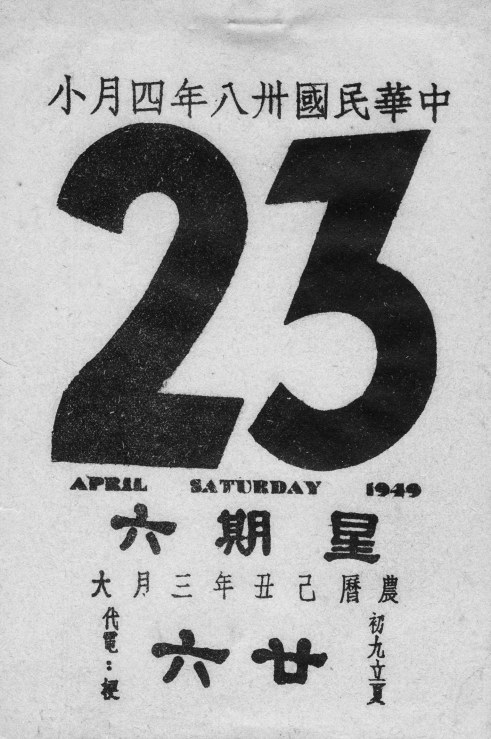 中華民國卅八年四月小
23
APRIL SATURDAY 1949
星期六
農曆己丑年三月大
初九立夏
廿六
代電：梗